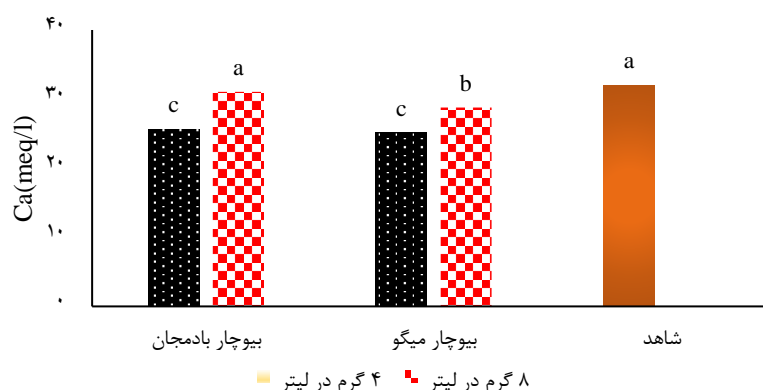 Ca(meq/l)
۴۰
۳۰
۲۰
۱۰
۰
c a c b a
بیوچار بادمجان بیوچار میگو شاهد
۴ گرم در لیتر ۸ گرم در لیتر